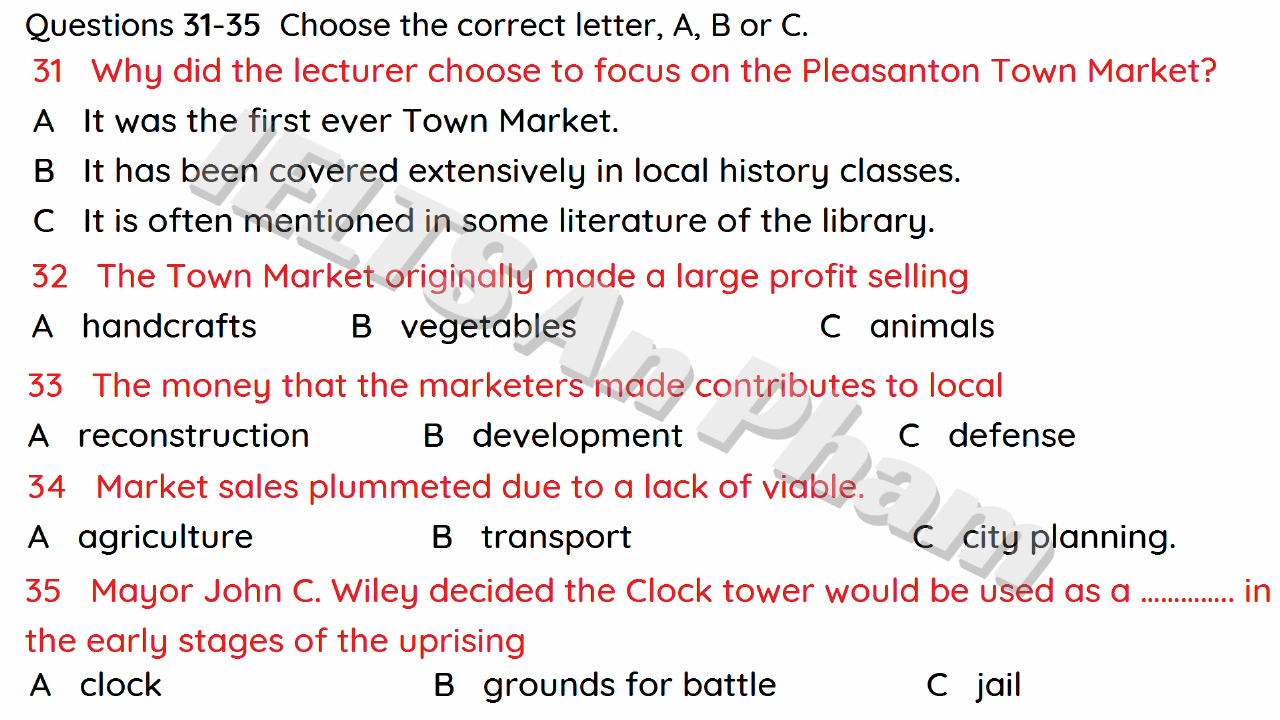 Questions 31-35 Choose the correct letter, A, B or C.
31 Why did the lecturer choose to focus on the Pleasanton Town Market?
A It was the first ever Town Market.
B It has been covered extensively in local history classes.
C It is often mentioned in some literature of the library.
32 The Town Market originally made a large profit selling
A handcrafts B vegetables C animals
33 The money that the marketers made contributes to local
A reconstruction B development C defense
34 Market sales plummeted due to a lack of viable.
A agriculture B transport C city planning.
35 Mayor John C. Wiley decided the Clock tower would be used as a .............. in
the early stages of the uprising
A clock B grounds for battle C jail
IELTS An Pham